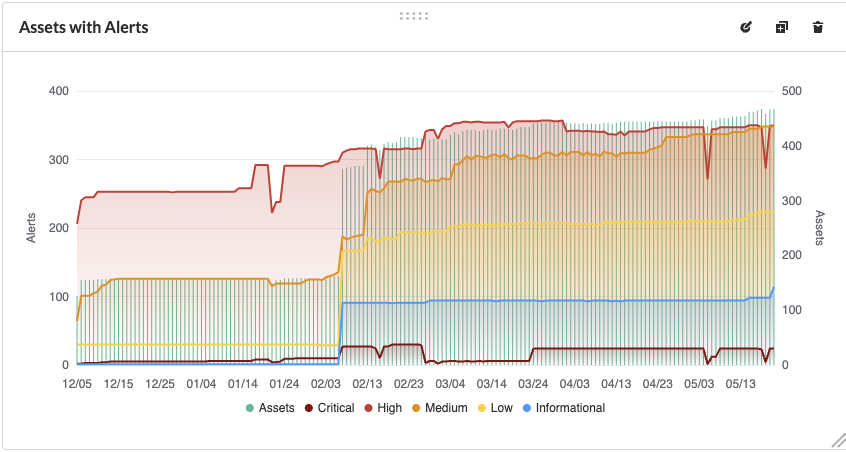 Assets with Alerts
400
300
200
100
0
Alerts
500
400
300
200
100
0
Assets
12/05 12/15 12/25 01/04 01/14 01/24 02/03 02/13 02/23 03/04 03/14 03/24 04/03 04/13 04/23 05/03 05/13
Assets Critical High Medium Low Informational